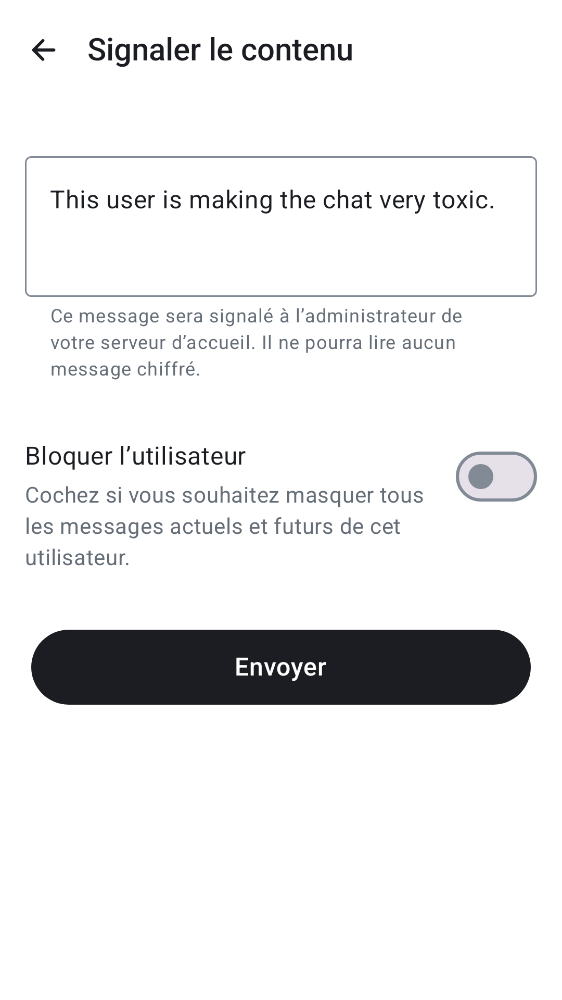 Signaler le contenu
This user is making the chat very toxic.
Ce message sera signalé à l’administrateur de
votre serveur d’accueil. Il ne pourra lire aucun
message chiffré.
Bloquer l’utilisateur
Cochez si vous souhaitez masquer tous
les messages actuels et futurs de cet
utilisateur.
Envoyer